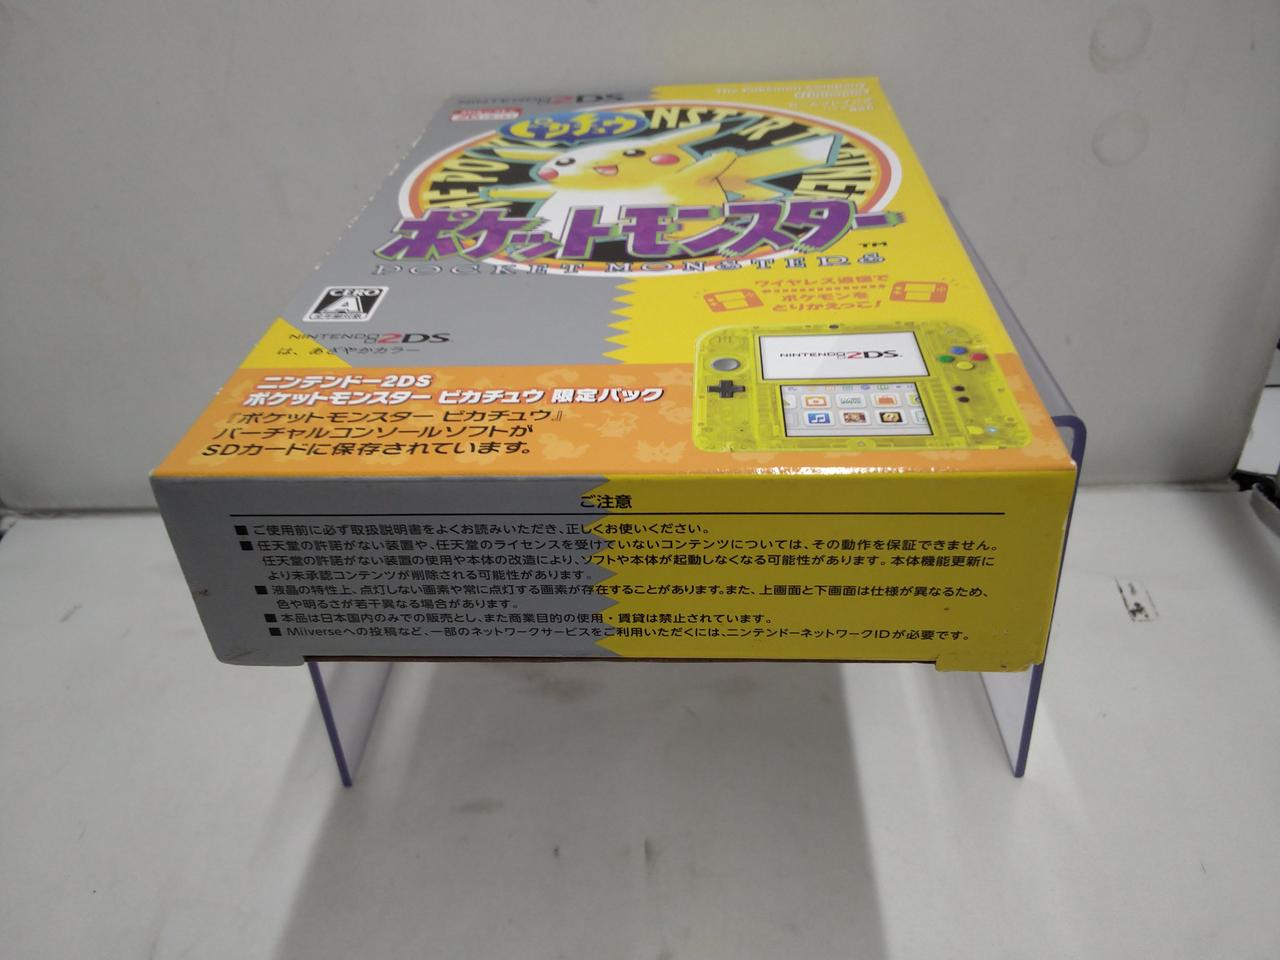 NINTENDO 2DS
The Pokémon Company
Nintendo
ピカチュウ
ポケットモンスター TM
POCKET MONSTERS
ワイヤレス通信で
ポケモンを
とりかえっこ!
CERO
A
全年齢対象
NINTENDO 2DS
は、あざやかカラー
NINTENDO 2DS
ニンテンドー2DS
ポケットモンスター ピカチュウ 限定パック
『ポケットモンスター ピカチュウ』
バーチャルコンソールソフトが
SDカードに保存されています。
ご注意
■ご使用前に必ず取扱説明書をよくお読みいただき、正しくお使いください。
■任天堂の許諾がない装置や、任天堂のライセンスを受けていないコンテンツについては、その動作を保証できません。
任天堂の許諾がない装置の使用や本体の改造により、ソフトや本体が起動しなくなる可能性があります。本体機能更新に
より未承認コンテンツが削除される可能性があります。
■液晶の特性上、点灯しない画素や常に点灯する画素が存在することがあります。また、上画面と下画面は仕様が異なるため、
色や明るさが若干異なる場合があります。
■本品は日本国内のみでの販売とし、また商業目的の使用・賃貸は禁止されています。
■Miiverseへの投稿など、一部のネットワークサービスをご利用いただくには、ニンテンドーネットワークIDが必要です。